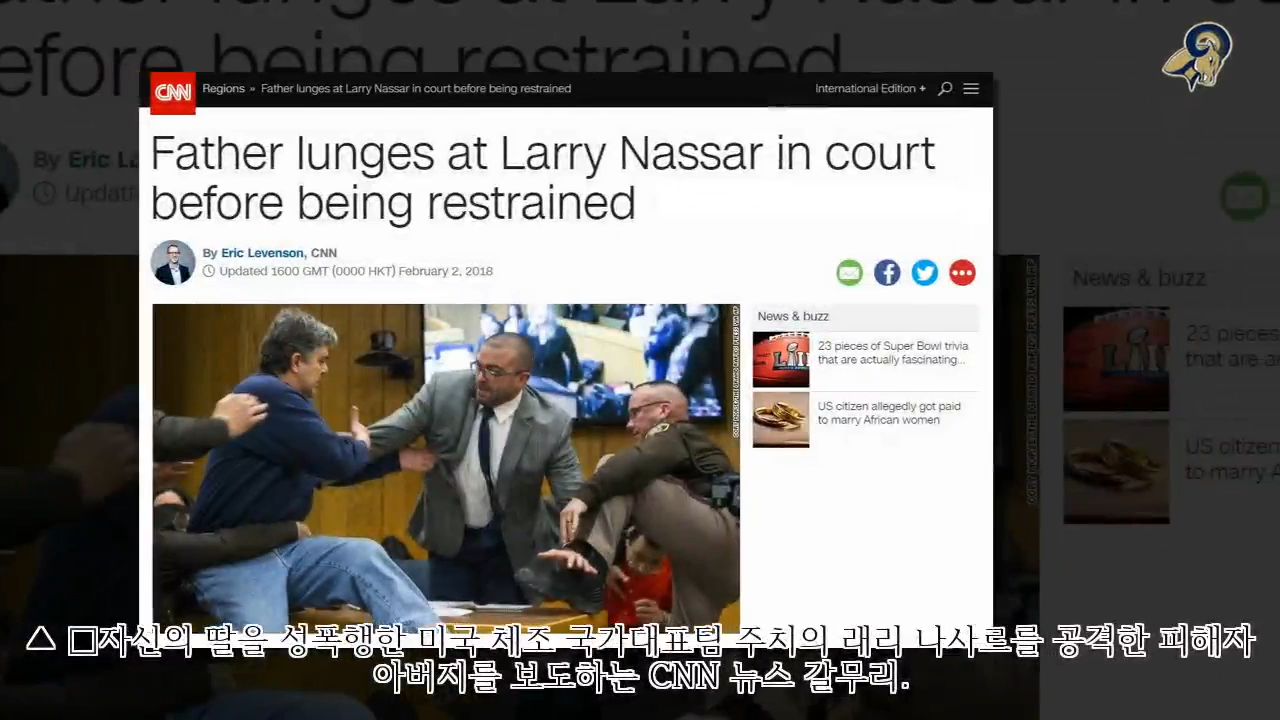 CNN
Regions » Father lunges at Larry Nassar in court before being restrained
International Edition +
Father lunges at Larry Nassar in court
before being restrained
By Eric Levenson, CNN
Updated 1600 GMT (0000 HKT) February 2, 2018
News & buzz
23 pieces of Super Bowl trivia
that are actually fascinating...
US citizen allegedly got paid
to marry African women
△ □자신의 딸을 성폭행한 미국 체조 국가대표팀 주치의 래리 나사르를 공격한 피해자
아버지를 보도하는 CNN 뉴스 갈무리.